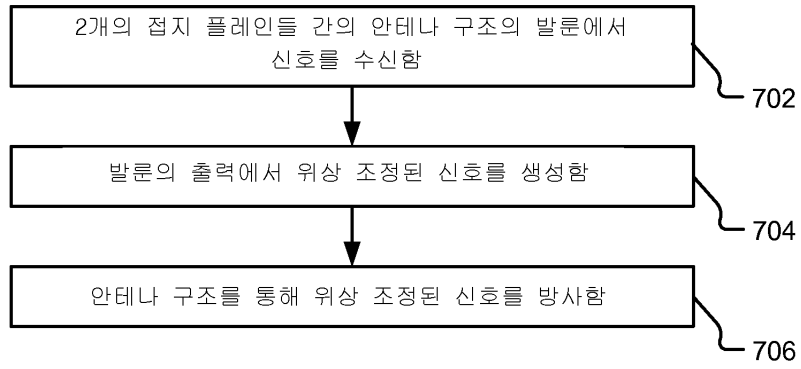 2개의 접지 플레인들 간의 안테나 구조의 발룬에서
신호를 수신함
702
발룬의 출력에서 위상 조정된 신호를 생성함
704
안테나 구조를 통해 위상 조정된 신호를 방사함
706